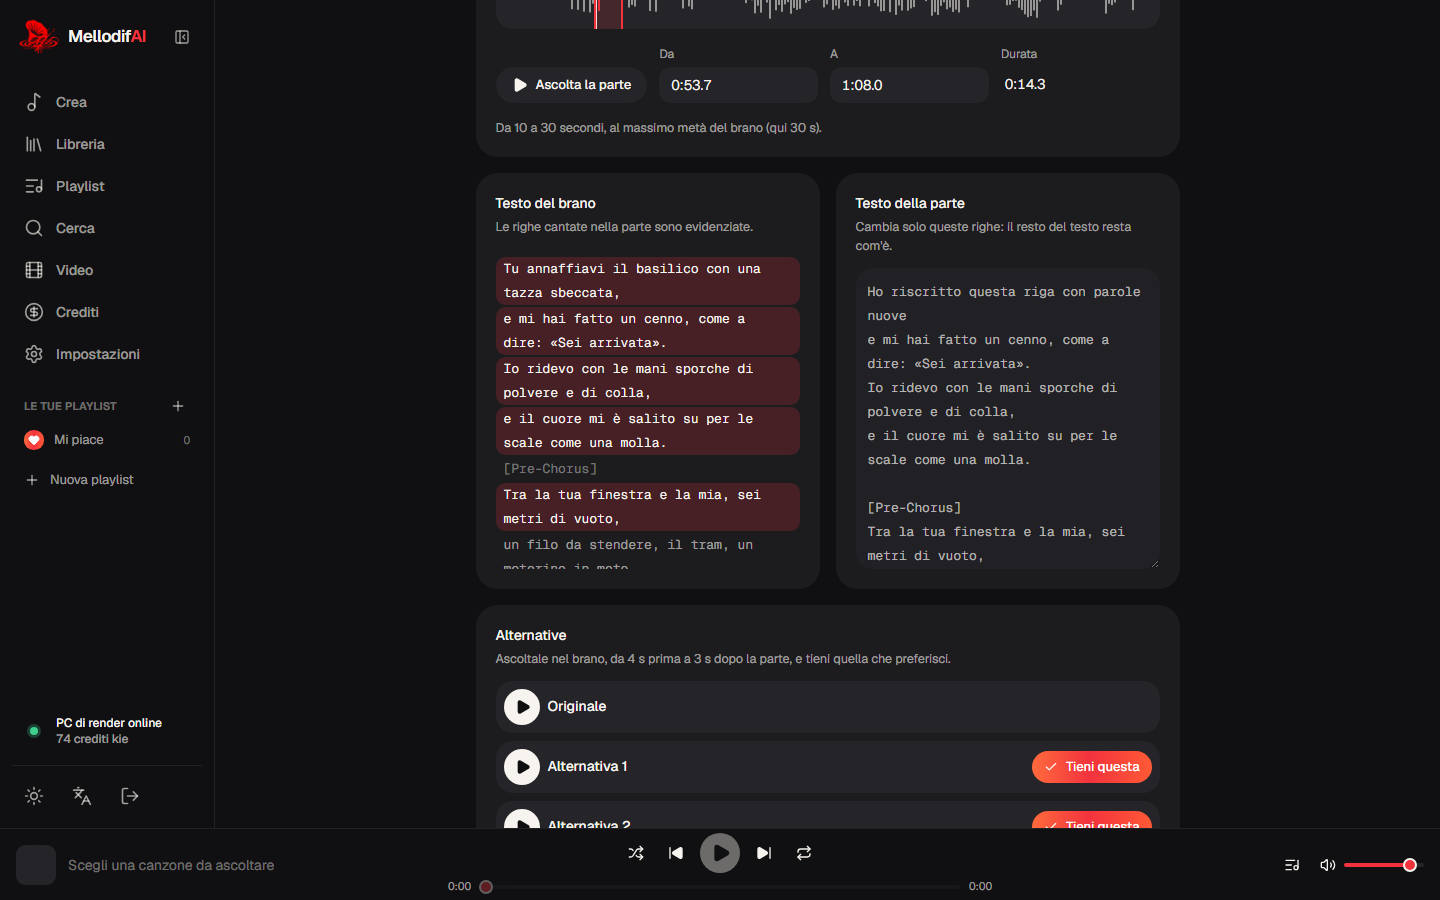 MellodifAI
Crea
Libreria
Playlist
Cerca
Video
Crediti
Impostazioni
LE TUE PLAYLIST
Mi piace 0
Nuova playlist
PC di render online
74 crediti kie
Da A Durata
Ascolta la parte 0:53.7 1:08.0 0:14.3
Da 10 a 30 secondi, al massimo metà del brano (qui 30 s).
Testo del brano
Le righe cantate nella parte sono evidenziate.
Tu annaffiavi il basilico con una
tazza sbeccata,
e mi hai fatto un cenno, come a
dire: «Sei arrivata».
Io ridevo con le mani sporche di
polvere e di colla,
e il cuore mi è salito su per le
scale come una molla.
[Pre-Chorus]
Tra la tua finestra e la mia, sei
metri di vuoto,
un filo da stendere, il tram, un
motorino in moto
Testo della parte
Cambia solo queste righe: il resto del testo resta
com'è.
Ho riscritto questa riga con parole
nuove
e mi hai fatto un cenno, come a
dire: «Sei arrivata».
Io ridevo con le mani sporche di
polvere e di colla,
e il cuore mi è salito su per le
scale come una molla.
[Pre-Chorus]
Tra la tua finestra e la mia, sei
metri di vuoto,
Alternative
Ascoltale nel brano, da 4 s prima a 3 s dopo la parte, e tieni quella che preferisci.
Originale
Alternativa 1 Tieni questa
Alternativa 2 Tieni questa
Scegli una canzone da ascoltare
0:00 0:00